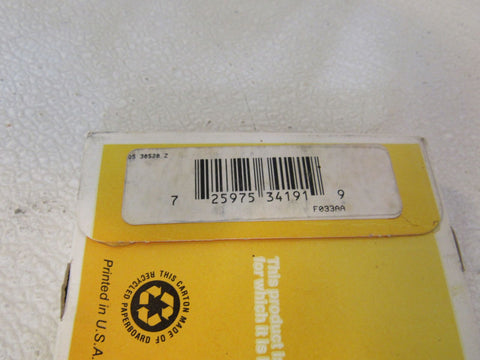 05 30520 2
7 25975 34191 9
F033AA
Printed in U.S.A.
THIS CARTON MADE OF
RECYCLED PAPERBOARD
This product
for which it is